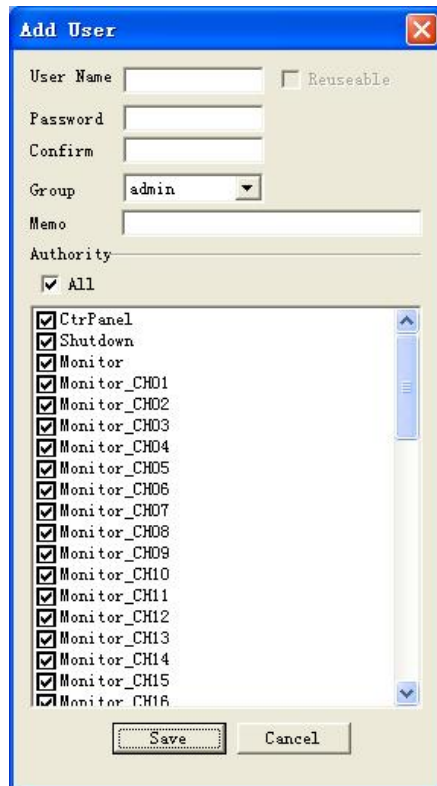 Add User
User Name Reuseable
Password
Confirm
Group admin
Memo
Authority
All
CtrPanel
Shutdown
Monitor
Monitor_CH01
Monitor_CH02
Monitor_CH03
Monitor_CH04
Monitor_CH05
Monitor_CH06
Monitor_CH07
Monitor_CH08
Monitor_CH09
Monitor_CH10
Monitor_CH11
Monitor_CH12
Monitor_CH13
Monitor_CH14
Monitor_CH15
Monitor_CH16
Save Cancel